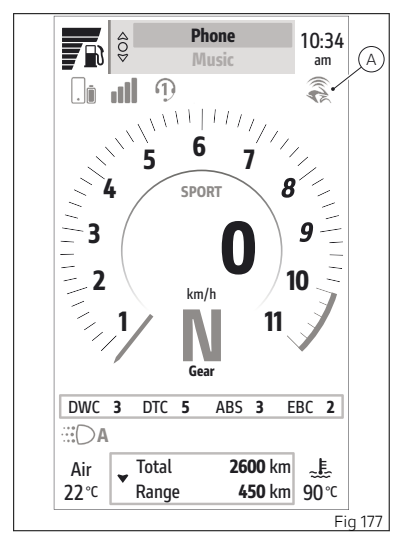 Phone
Music
10:34
am
A
1
1
2
3
4
5
6
7
8
9
10
11
SPORT
0
km/h
N
Gear
DWC 3 DTC 5 ABS 3 EBC 2
A
Air
22 °C
Total 2600 km
Range 450 km
90 °C
Fig 177